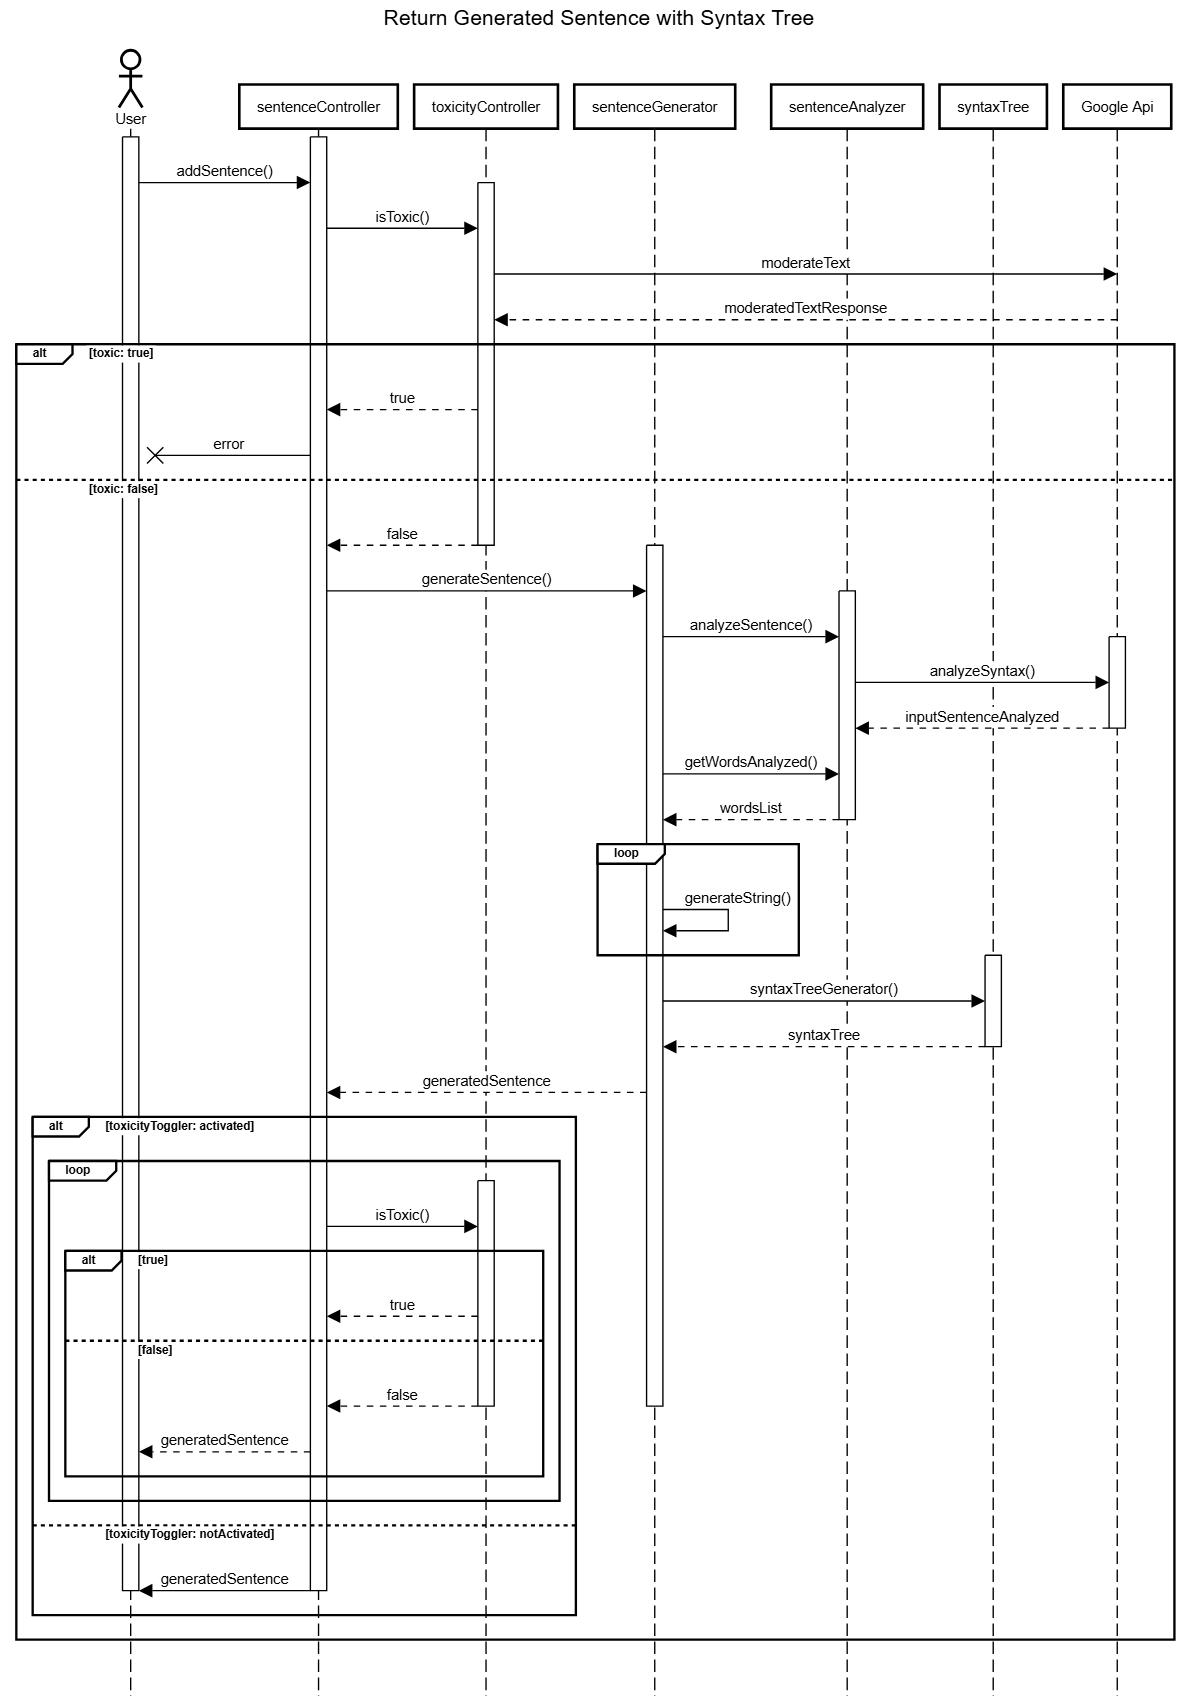 Return Generated Sentence with Syntax Tree
User
sentenceController
toxicityController
sentenceGenerator
sentenceAnalyzer
syntaxTree
Google Api
addSentence()
isToxic()
moderateText
moderatedTextResponse
alt
[toxic: true]
true
error
[toxic: false]
false
generateSentence()
analyzeSentence()
analyzeSyntax()
inputSentenceAnalyzed
getWordsAnalyzed()
wordsList
loop
generateString()
syntaxTreeGenerator()
syntaxTree
generatedSentence
alt
[toxicityToggler: activated]
loop
isToxic()
alt
[true]
true
[false]
false
generatedSentence
[toxicityToggler: notActivated]
generatedSentence